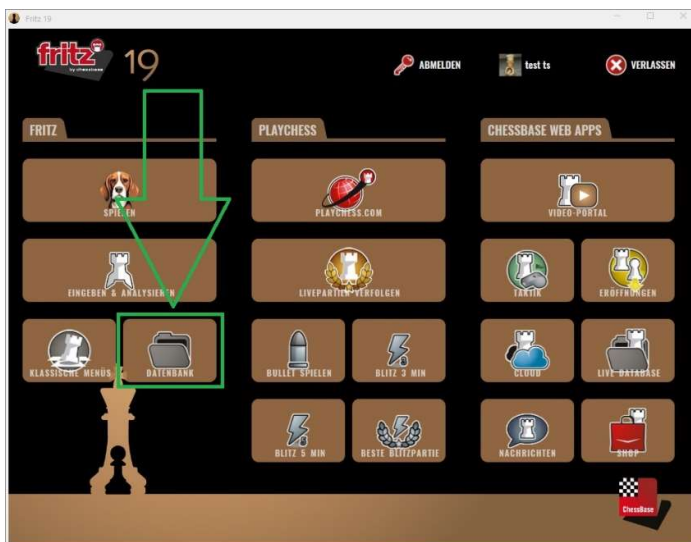 Fritz 19
fritz
by chessbase
19
ABMELDEN
test ts
VERLASSEN
FRITZ
SPIELEN
EINGEBEN & ANALYSIEREN
KLASSISCHE MENÜS
DATENBANK
PLAYCHESS
PLAYCHESS.COM
LIVEPARTIEN VERFOLGEN
BULLET SPIELEN
BLITZ 3 MIN
BLITZ 5 MIN
BESTE BLITZPARTIE
CHESSBASE WEB APPS
VIDEO-PORTAL
TAKTIK
ERÖFFNUNGEN
CLOUD
LIVE DATABASE
NACHRICHTEN
SHOP
ChessBase